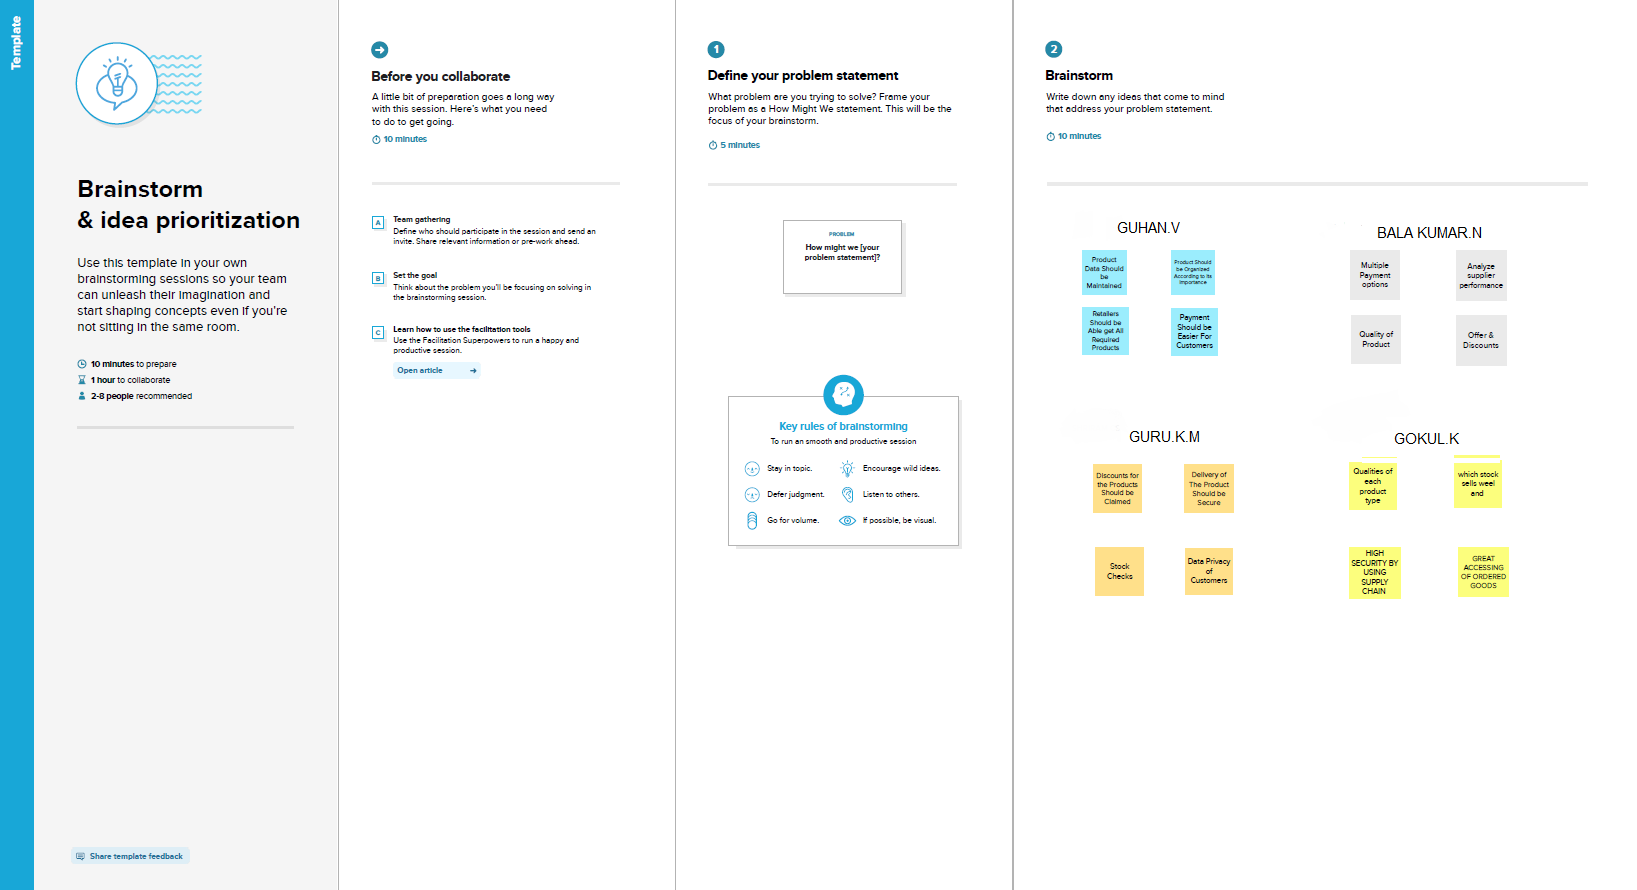 Template
Brainstorm
& idea prioritization
Use this template in your own
brainstorming sessions so your team
can unleash their imagination and
start shaping concepts even if you're
not sitting in the same room.
10 minutes to prepare
1 hour to collaborate
2-8 people recommended
Share template feedback
Before you collaborate
A little bit of preparation goes a long way
with this session. Here's what you need
to do to get going.
10 minutes
A
Team gathering
Define who should participate in the session and send an
invite. Share relevant information or pre-work ahead.
B
Set the goal
Think about the problem you'll be focusing on solving in
the brainstorming session.
C
Learn how to use the facilitation tools
Use the Facilitation Superpowers to run a happy and
productive session.
Open article
1
Define your problem statement
What problem are you trying to solve? Frame your
problem as a How Might We statement. This will be the
focus of your brainstorm.
5 minutes
PROBLEM
How might we [your
problem statement]?
Key rules of brainstorming
To run an smooth and productive session
Stay in topic.
Encourage wild ideas.
Defer judgment.
Listen to others.
Go for volume.
If possible, be visual.
2
Brainstorm
Write down any ideas that come to mind
that address your problem statement.
10 minutes
GUHAN.V
Product
Data Should
be
Maintained
Product Should
be Organized
According to Its
Importance
Retailers
Should be
Able get All
Required
Products
Payment
Should be
Easier For
Customers
BALA KUMAR.N
Multiple
Payment
options
Analyze
supplier
performance
Quality of
Product
Offer &
Discounts
GURU.K.M
Discounts for
the Products
Should be
Claimed
Delivery of
The Product
Should be
Secure
Stock
Checks
Data Privacy
of
Customers
GOKUL.K
Qualities of
each
product
type
which stock
sells weel
and
HIGH
SECURITY BY
USING
SUPPLY
CHAIN
GREAT
ACCESSING
OF ORDERED
GOODS